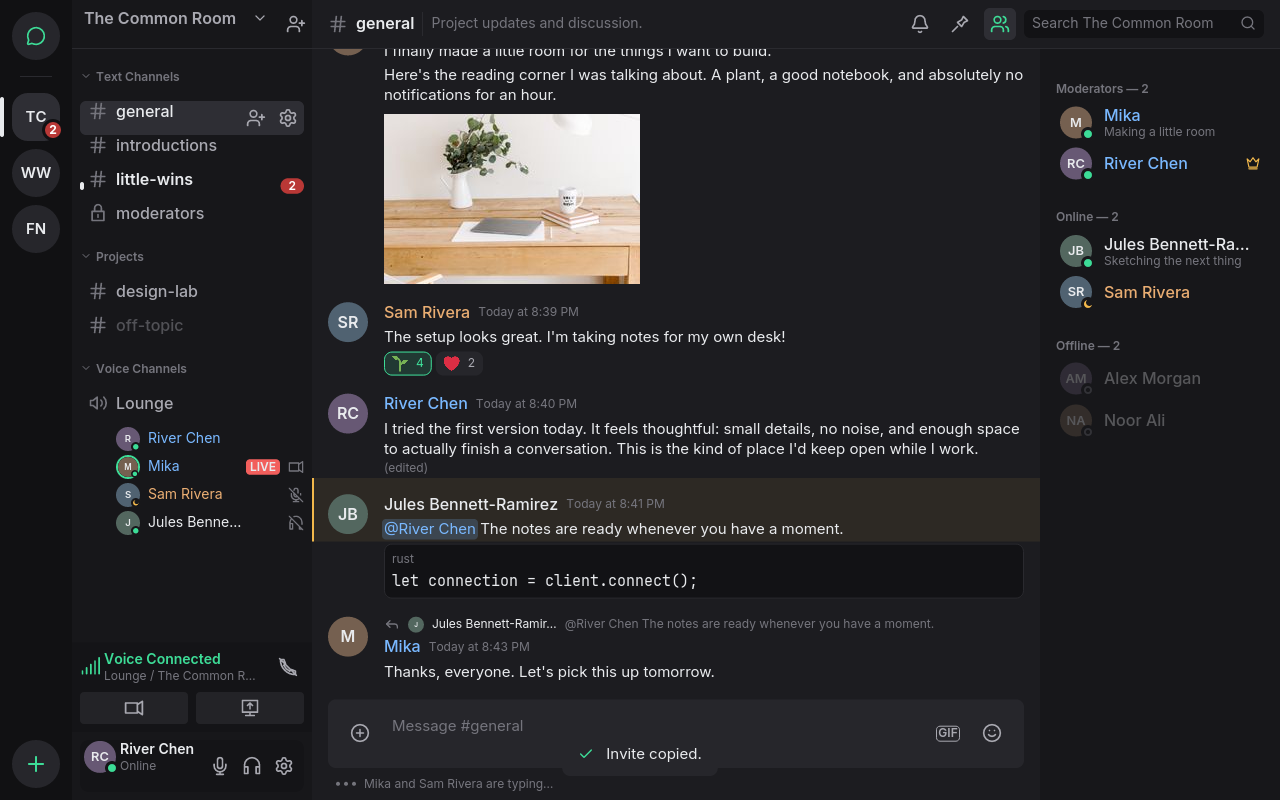 The Common Room
# general
Project updates and discussion.
Search The Common Room
TC
2
WW
FN
Text Channels
# general
# introductions
# little-wins
2
moderators
Projects
# design-lab
# off-topic
Voice Channels
Lounge
R
River Chen
M
Mika
LIVE
S
Sam Rivera
J
Jules Benne...
Voice Connected
Lounge / The Common R...
RC
River Chen
Online
I finally made a little room for the things I want to build.
Here's the reading corner I was talking about. A plant, a good notebook, and absolutely no
notifications for an hour.
SR
Sam Rivera Today at 8:39 PM
The setup looks great. I'm taking notes for my own desk!
4
2
RC
River Chen Today at 8:40 PM
I tried the first version today. It feels thoughtful: small details, no noise, and enough space
to actually finish a conversation. This is the kind of place I'd keep open while I work.
(edited)
JB
Jules Bennett-Ramirez Today at 8:41 PM
@River Chen The notes are ready whenever you have a moment.
rust
let connection = client.connect();
J
Jules Bennett-Ramir... @River Chen The notes are ready whenever you have a moment.
M
Mika Today at 8:43 PM
Thanks, everyone. Let's pick this up tomorrow.
Message #general
GIF
Invite copied.
Mika and Sam Rivera are typing...
Moderators — 2
M
Mika
Making a little room
RC
River Chen
Online — 2
JB
Jules Bennett-Ra...
Sketching the next thing
SR
Sam Rivera
Offline — 2
AM
Alex Morgan
NA
Noor Ali